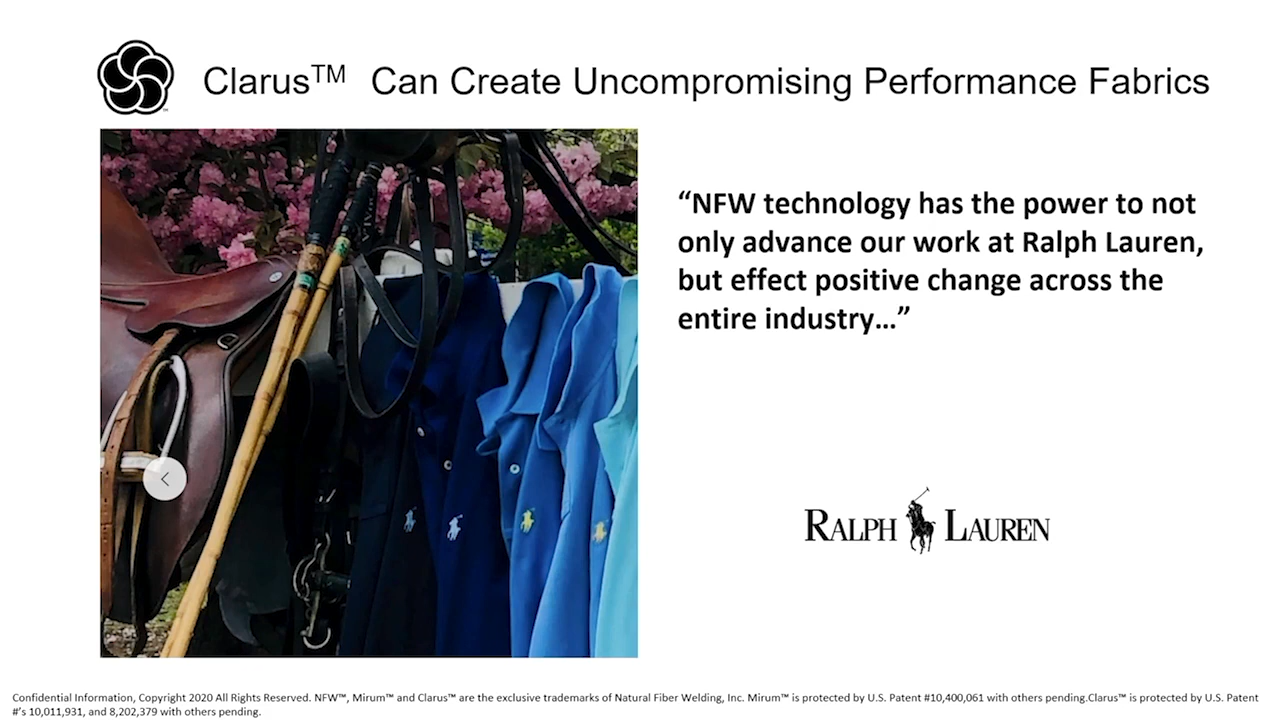 Clarus™ Can Create Uncompromising Performance Fabrics
“NFW technology has the power to not
only advance our work at Ralph Lauren,
but effect positive change across the
entire industry…”
RALPH LAUREN
Confidential Information, Copyright 2020 All Rights Reserved. NFW™, Mirum™ and Clarus™ are the exclusive trademarks of Natural Fiber Welding, Inc. Mirum™ is protected by U.S. Patent #10,400,061 with others pending.Clarus™ is protected by U.S. Patent
#’s 10,011,931, and 8,202,379 with others pending.